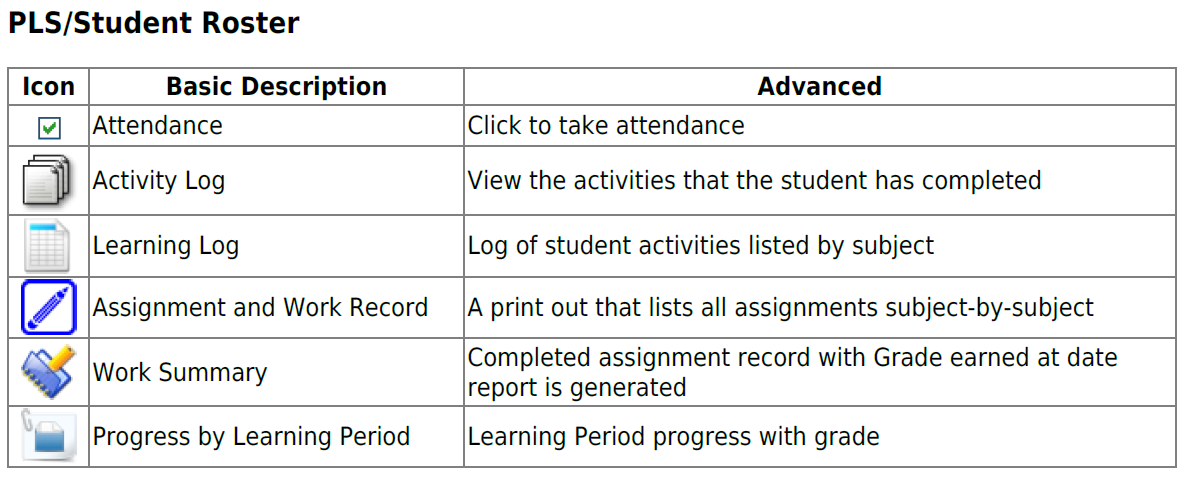 PLS/Student Roster
Icon Basic Description Advanced
Attendance Click to take attendance
Activity Log View the activities that the student has completed
Learning Log Log of student activities listed by subject
Assignment and Work Record A print out that lists all assignments subject-by-subject
Work Summary Completed assignment record with Grade earned at date
report is generated
Progress by Learning Period Learning Period progress with grade